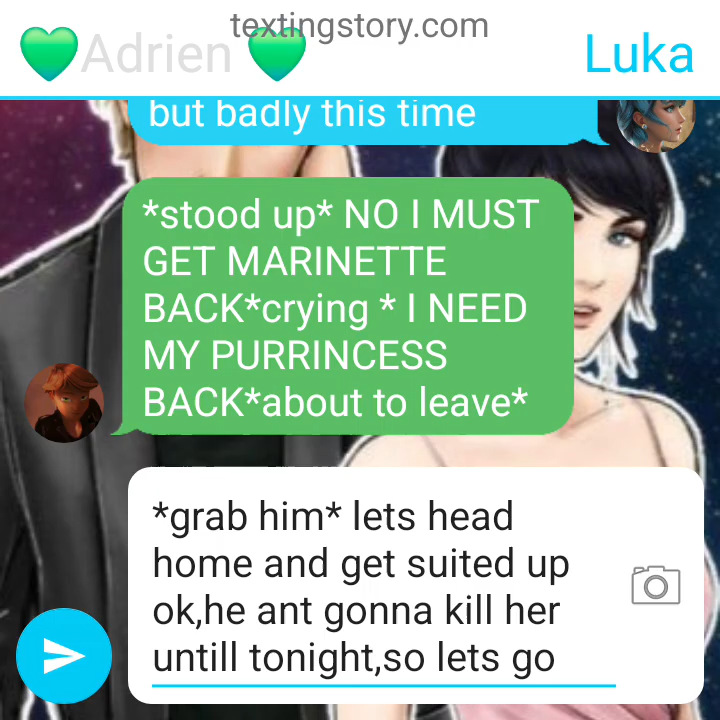 textingstory.com
💚Adrien 💚
Luka
but badly this time
*stood up* NO I MUST
GET MARINETTE
BACK*crying * I NEED
MY PURRINCESS
BACK*about to leave*
*grab him* lets head
home and get suited up
ok,he ant gonna kill her
untill tonight,so lets go